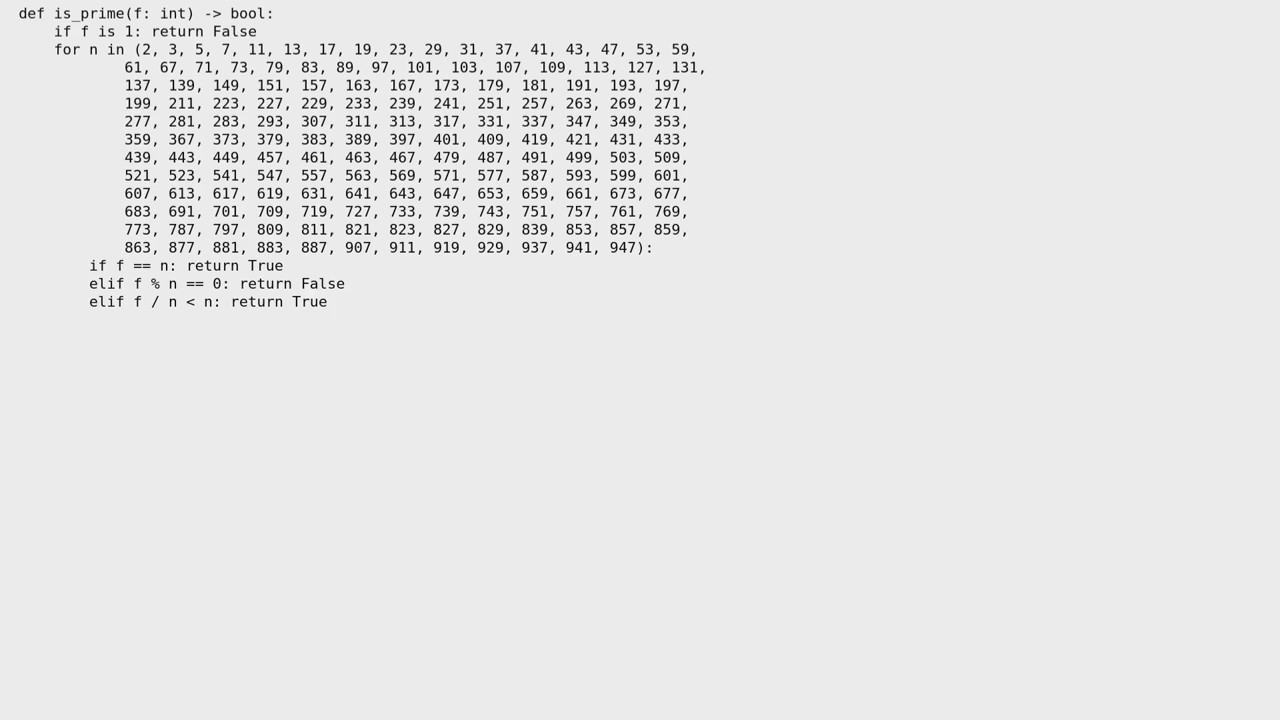 def is_prime(f: int) -> bool:
    if f is 1: return False
    for n in (2, 3, 5, 7, 11, 13, 17, 19, 23, 29, 31, 37, 41, 43, 47, 53, 59,
            61, 67, 71, 73, 79, 83, 89, 97, 101, 103, 107, 109, 113, 127, 131,
            137, 139, 149, 151, 157, 163, 167, 173, 179, 181, 191, 193, 197,
            199, 211, 223, 227, 229, 233, 239, 241, 251, 257, 263, 269, 271,
            277, 281, 283, 293, 307, 311, 313, 317, 331, 337, 347, 349, 353,
            359, 367, 373, 379, 383, 389, 397, 401, 409, 419, 421, 431, 433,
            439, 443, 449, 457, 461, 463, 467, 479, 487, 491, 499, 503, 509,
            521, 523, 541, 547, 557, 563, 569, 571, 577, 587, 593, 599, 601,
            607, 613, 617, 619, 631, 641, 643, 647, 653, 659, 661, 673, 677,
            683, 691, 701, 709, 719, 727, 733, 739, 743, 751, 757, 761, 769,
            773, 787, 797, 809, 811, 821, 823, 827, 829, 839, 853, 857, 859,
            863, 877, 881, 883, 887, 907, 911, 919, 929, 937, 941, 947):
        if f == n: return True
        elif f % n == 0: return False
        elif f / n < n: return True